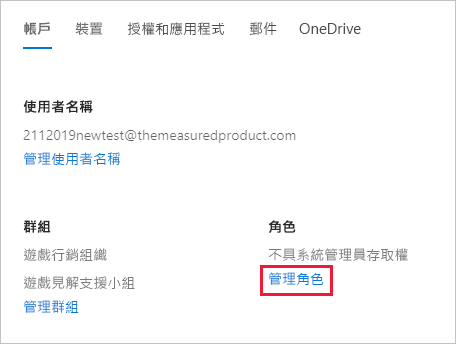 帳戶 裝置 授權和應用程式 郵件 OneDrive
使用者名稱
2112019newtest@themeasuredproduct.com
管理使用者名稱
群組
遊戲行銷組織
遊戲見解支援小組
管理群組
角色
不具系統管理員存取權
管理角色